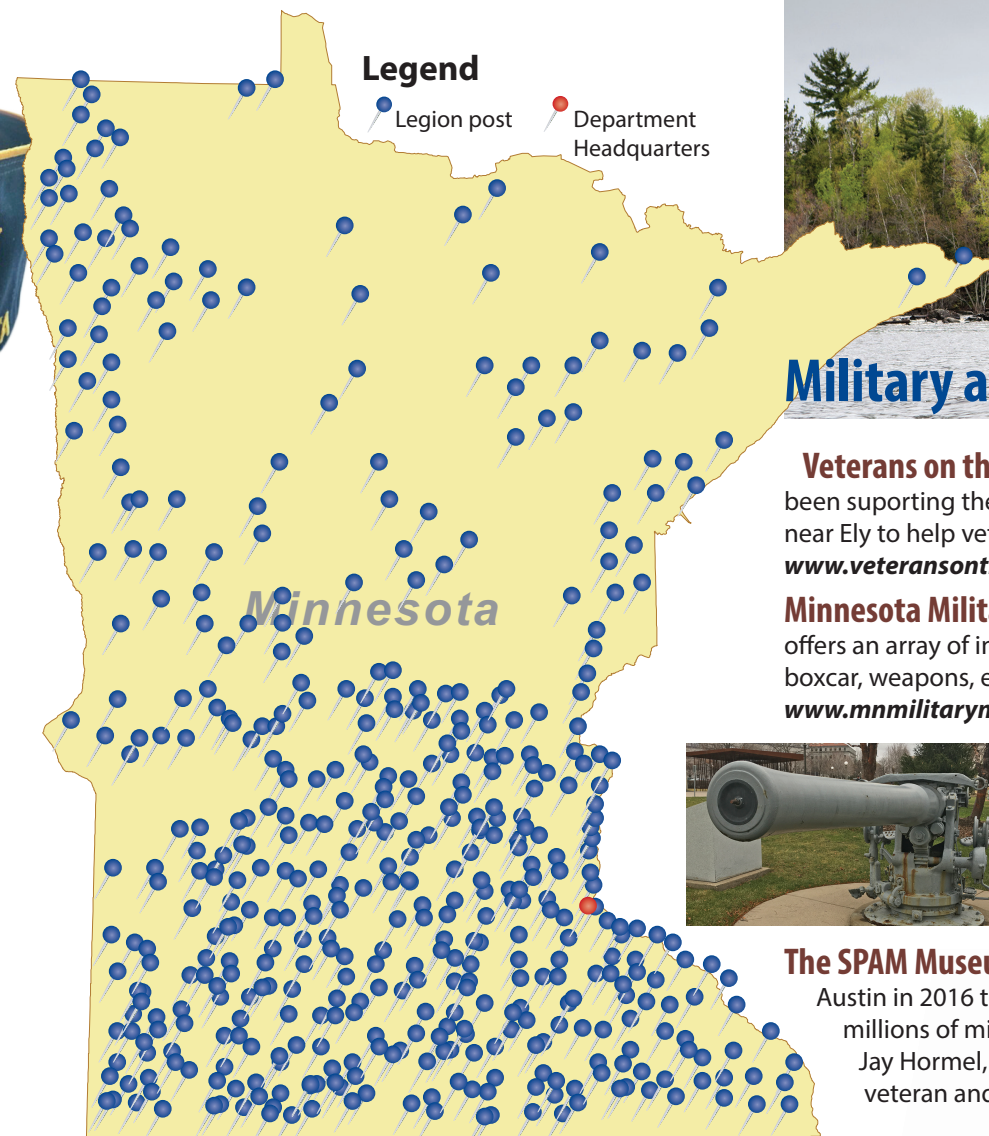 Legend
Legion post
Department
Headquarters
Minnesota
Military a
Veterans on th
been suporting the
near Ely to help vet
www.veteransont
Minnesota Milita
offers an array of in
boxcar, weapons, e
www.mnmilitarym
The SPAM Museu
Austin in 2016 t
millions of mi
Jay Hormel,
veteran and